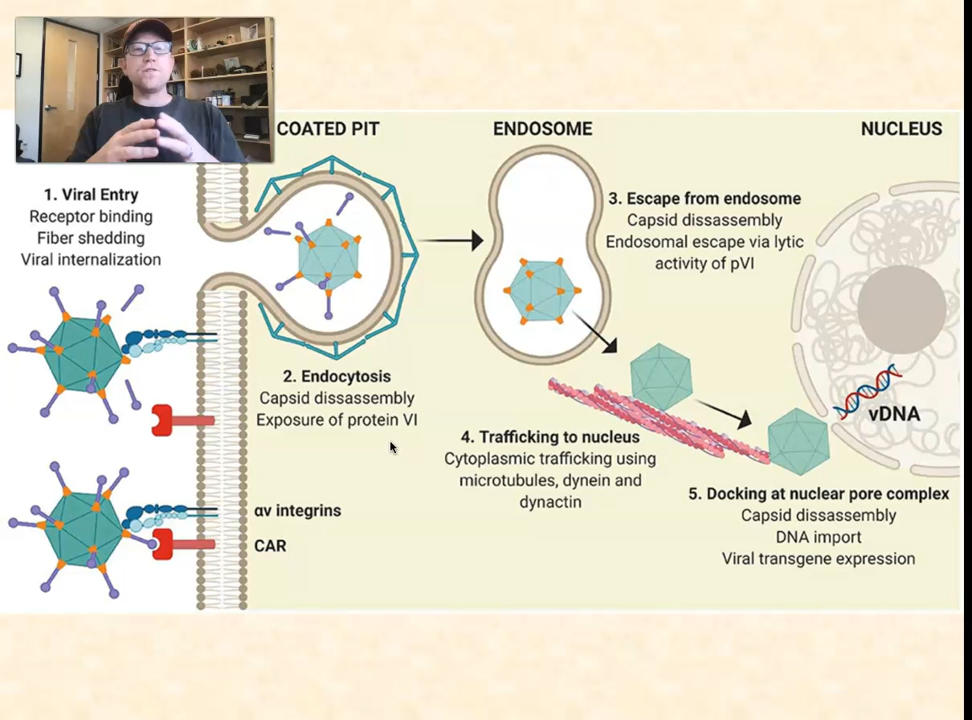 COATED PIT
ENDOSOME
NUCLEUS
1. Viral Entry
Receptor binding
Fiber shedding
Viral internalization
2. Endocytosis
Capsid disassembly
Exposure of protein VI
3. Escape from endosome
Capsid disassembly
Endosomal escape via lytic
activity of pVI
4. Trafficking to nucleus
Cytoplasmic trafficking using
microtubules, dynein and
dynactin
vDNA
5. Docking at nuclear pore complex
Capsid disassembly
DNA import
Viral transgene expression
αv integrins
CAR